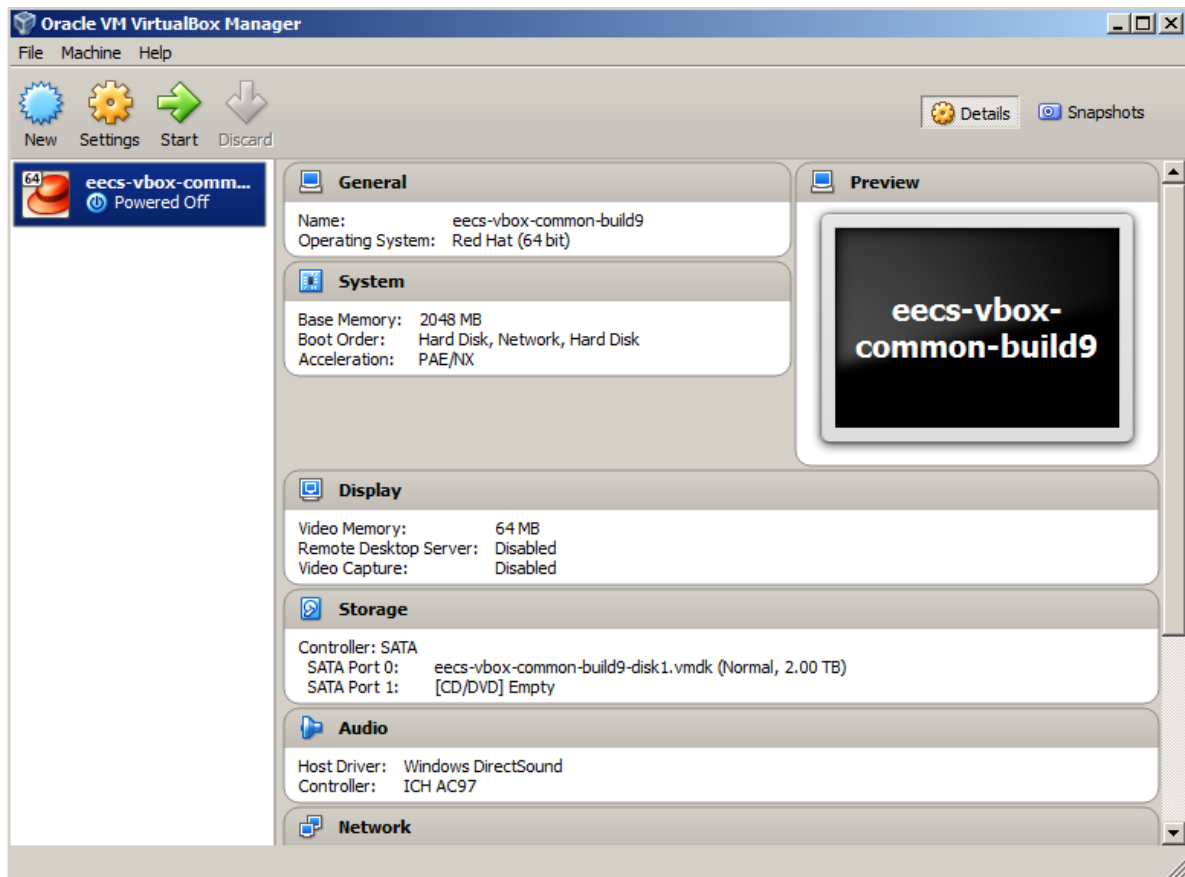 Oracle VM VirtualBox Manager
File Machine Help
New Settings Start Discard
Details Snapshots
64
eecs-vbox-comm...
Powered Off
General
Name: eecs-vbox-common-build9
Operating System: Red Hat (64 bit)
System
Base Memory: 2048 MB
Boot Order: Hard Disk, Network, Hard Disk
Acceleration: PAE/NX
Preview
eecs-vbox-
common-build9
Display
Video Memory: 64 MB
Remote Desktop Server: Disabled
Video Capture: Disabled
Storage
Controller: SATA
SATA Port 0: eecs-vbox-common-build9-disk1.vmdk (Normal, 2.00 TB)
SATA Port 1: [CD/DVD] Empty
Audio
Host Driver: Windows DirectSound
Controller: ICH AC97
Network